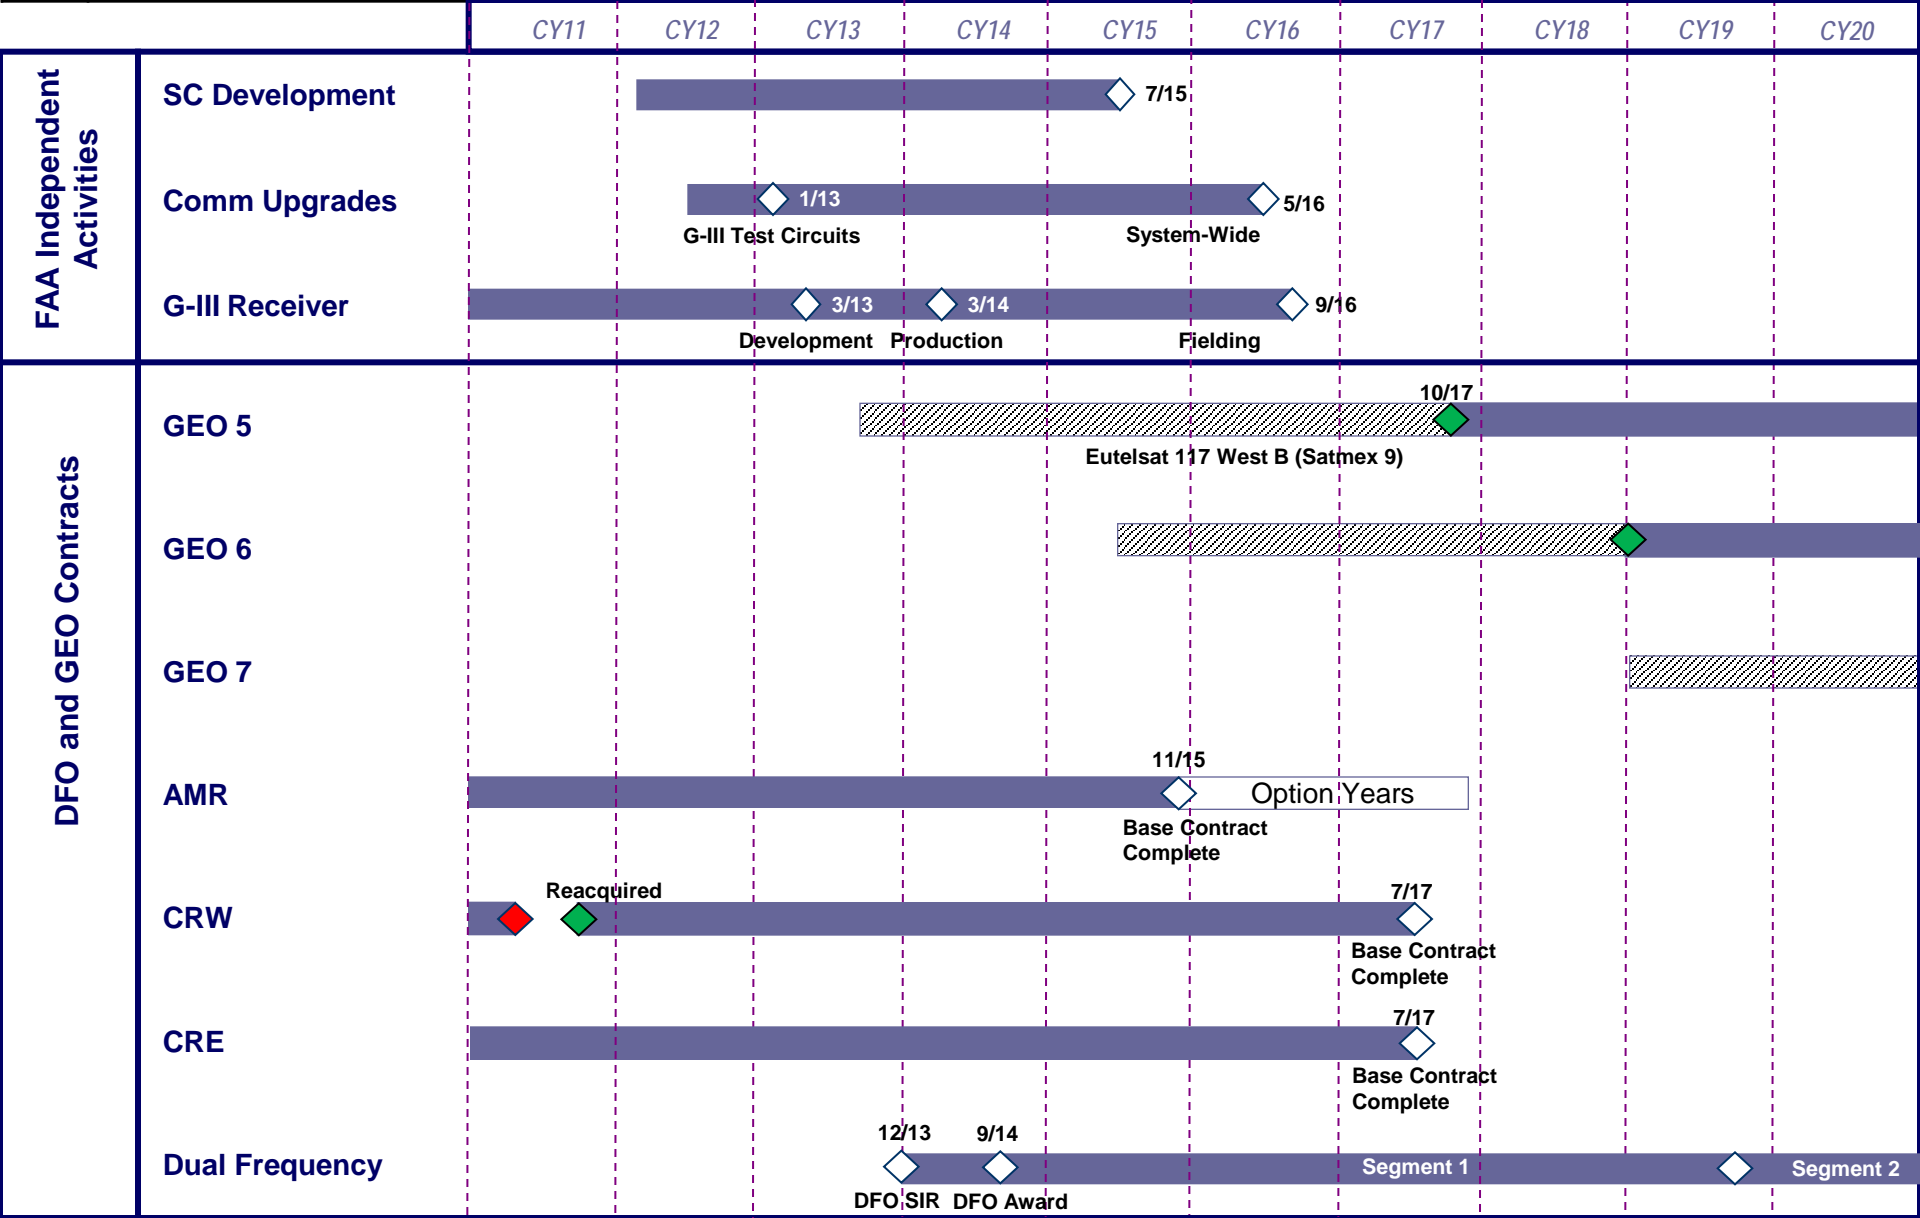 CY11 CY12 CY13 CY14 CY15 CY16 CY17 CY18 CY19 CY20
FAA Independent
Activities
SC Development
7/15
Comm Upgrades
1/13
5/16
G-III Test Circuits
System-Wide
G-III Receiver
3/13
3/14
9/16
Development
Production
Fielding
DFO and GEO Contracts
10/17
GEO 5
Eutelsat 117 West B (Satmex 9)
GEO 6
GEO 7
11/15
AMR
Option Years
Base Contract
Complete
Reacquired
7/17
CRW
Base Contract
Complete
7/17
CRE
Base Contract
Complete
12/13
9/14
Dual Frequency
Segment 1
Segment 2
DFO SIR
DFO Award